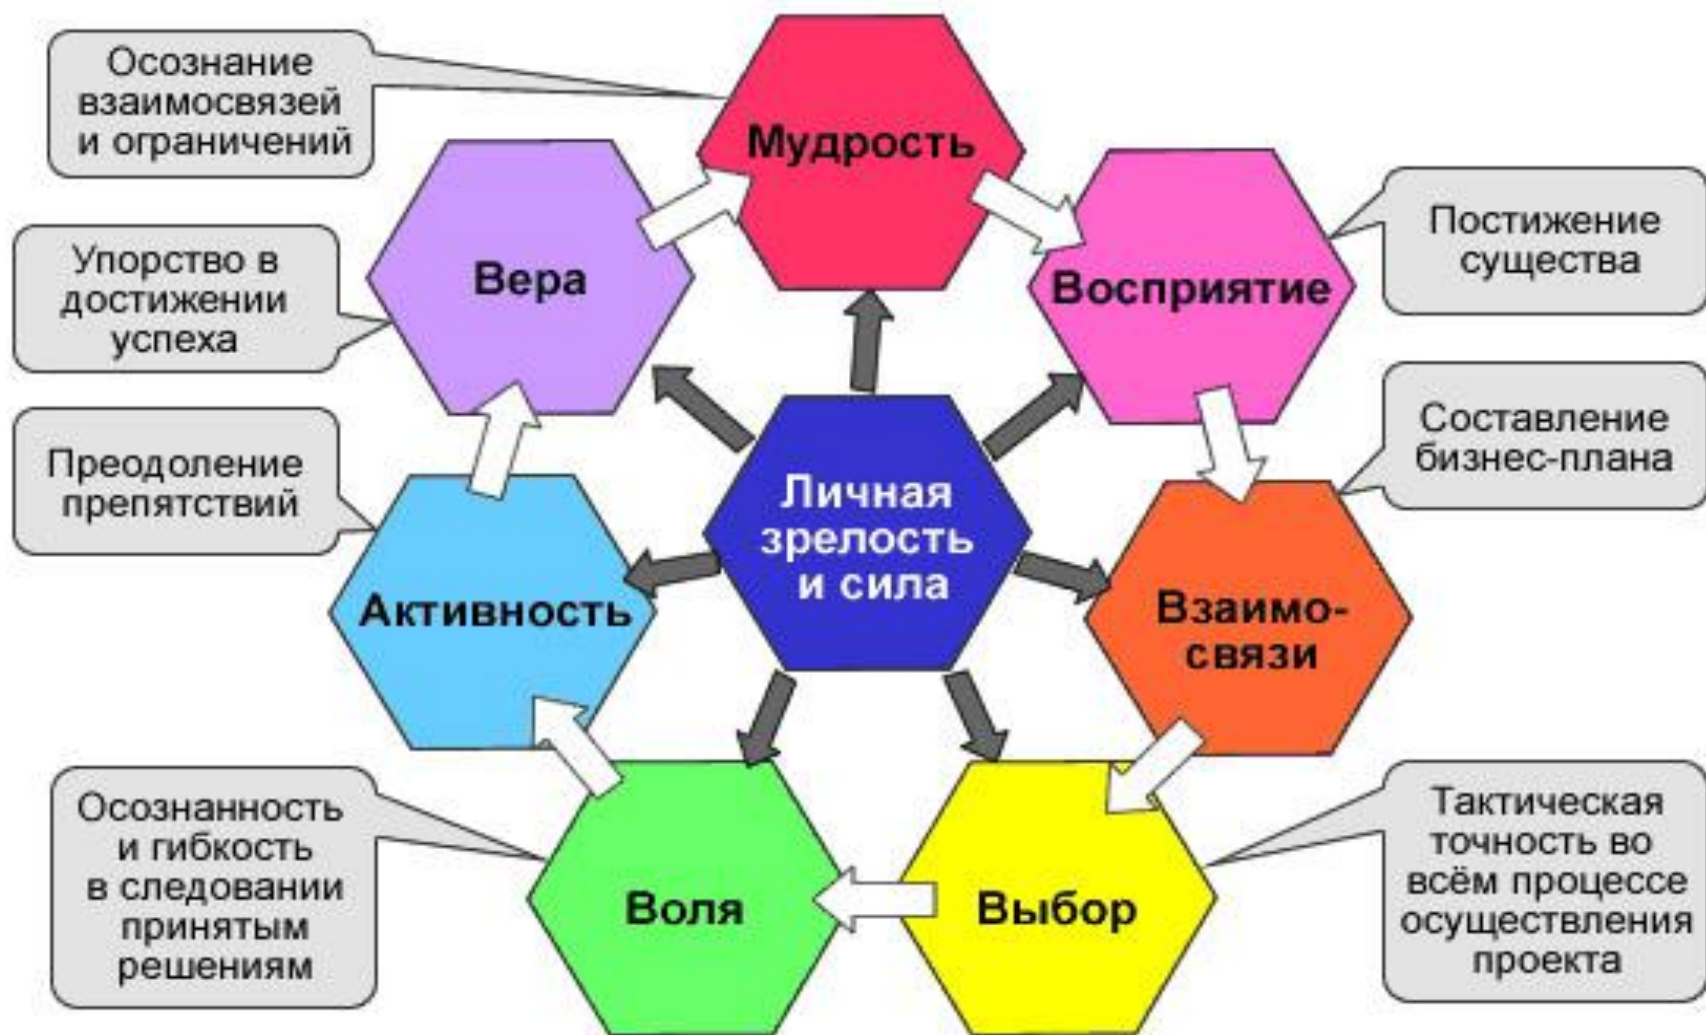 Осознание
взаимосвязей
и ограничений
Мудрость
Постижение
существа
Вера
Восприятие
Упорство в
достижении
успеха
Составление
бизнес-плана
Преодоление
препятствий
Личная
зрелость
и сила
Активность
Взаимо-
связи
Осознанность
и гибкость
в следовании
принятым
решениям
Воля
Выбор
Тактическая
точность во
всём процессе
осуществления
проекта